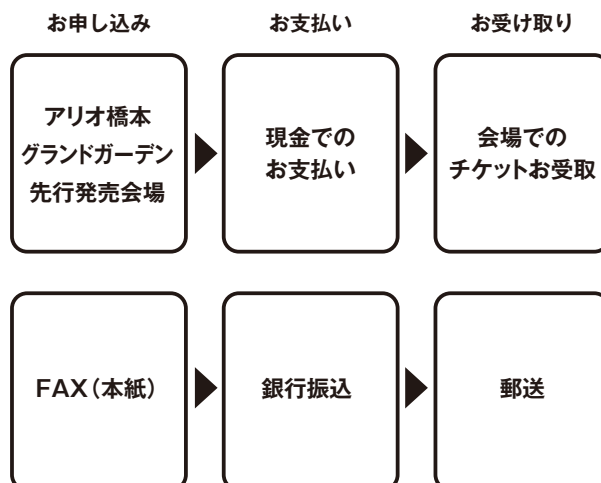 お申し込み
お支払い
お受け取り
アリオ橋本
グランドガーデン
先行発売会場
現金での
お支払い
会場での
チケットお受取
FAX（本紙）
銀行振込
郵送